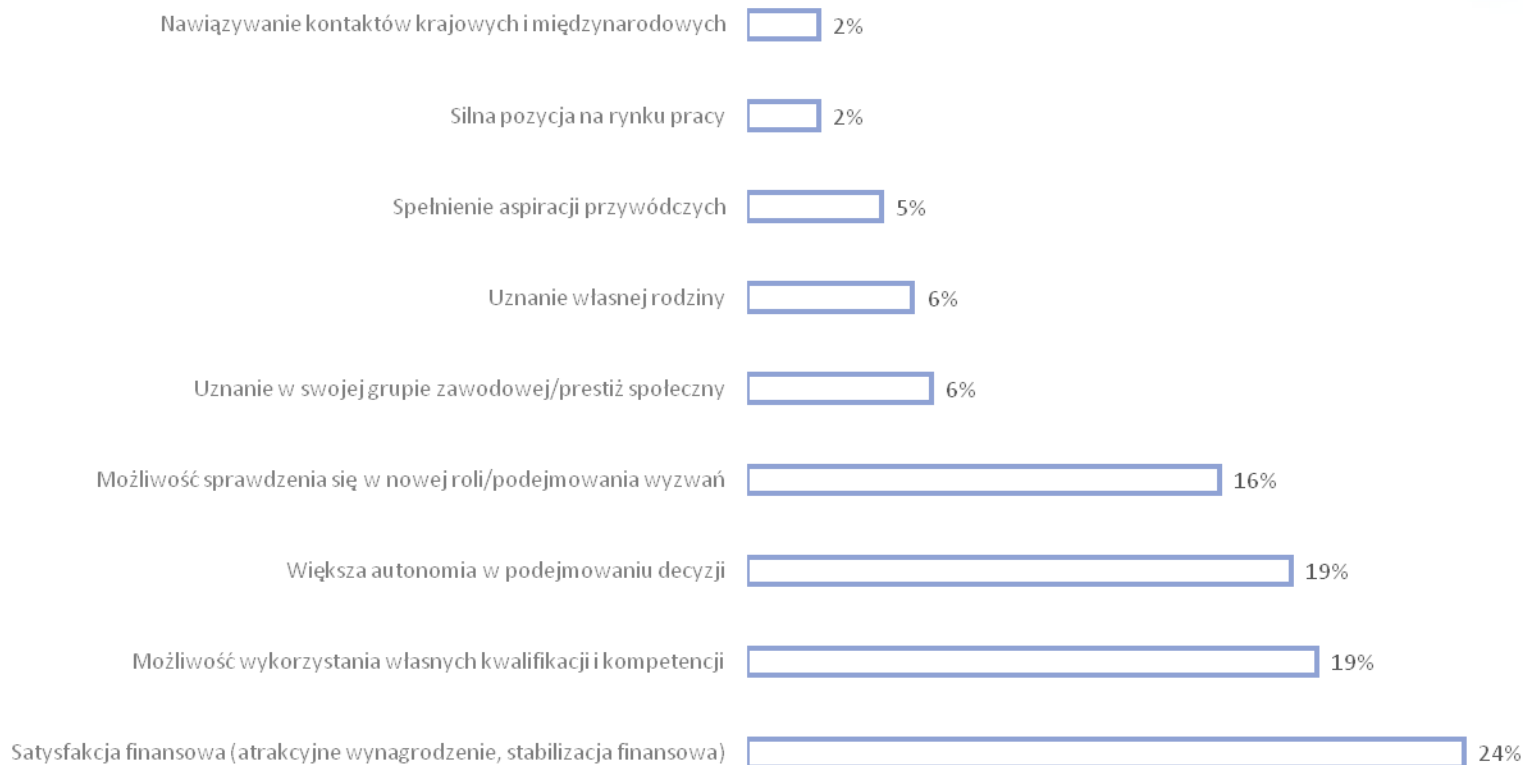 Nawiązywanie kontaktów krajowych i międzynarodowych 2%
Silna pozycja na rynku pracy 2%
Spełnienie aspiracji przywódczych 5%
Uznanie własnej rodziny 6%
Uznanie w swojej grupie zawodowej/prestiż społeczny 6%
Możliwość sprawdzenia się w nowej roli/podejmowania wyzwań 16%
Większa autonomia w podejmowaniu decyzji 19%
Możliwość wykorzystania własnych kwalifikacji i kompetencji 19%
Satysfakcja finansowa (atrakcyjne wynagrodzenie, stabilizacja finansowa) 24%